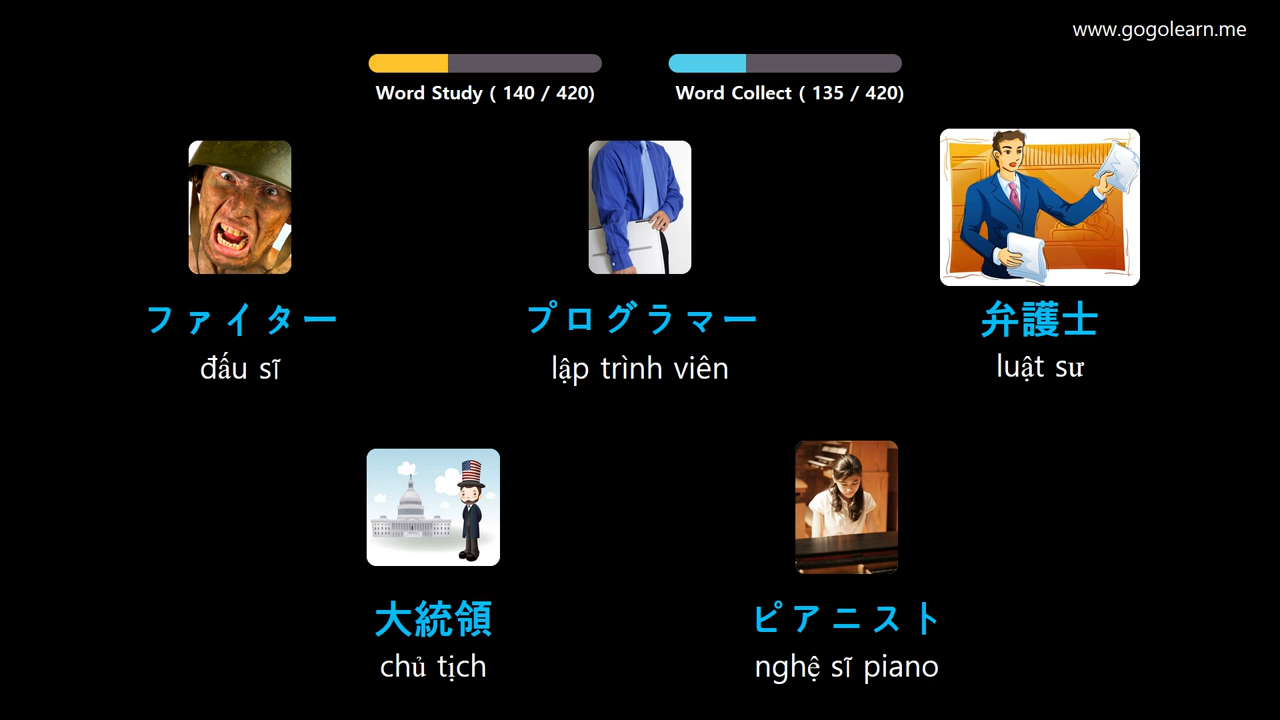 www.gogolearn.me
Word Study ( 140 / 420)
Word Collect ( 135 / 420)
ファイター
đấu sĩ
プログラマー
lập trình viên
弁護士
luật sư
大統領
chủ tịch
ピアニスト
nghệ sĩ piano